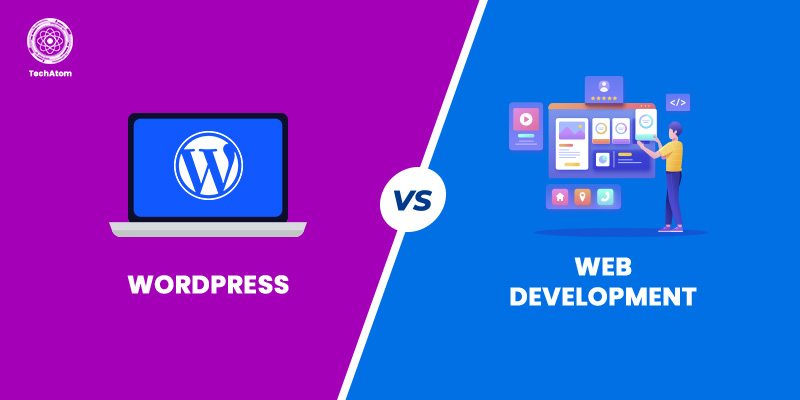 TechAtom
WORDPRESS
VS
</>
WEB
DEVELOPMENT